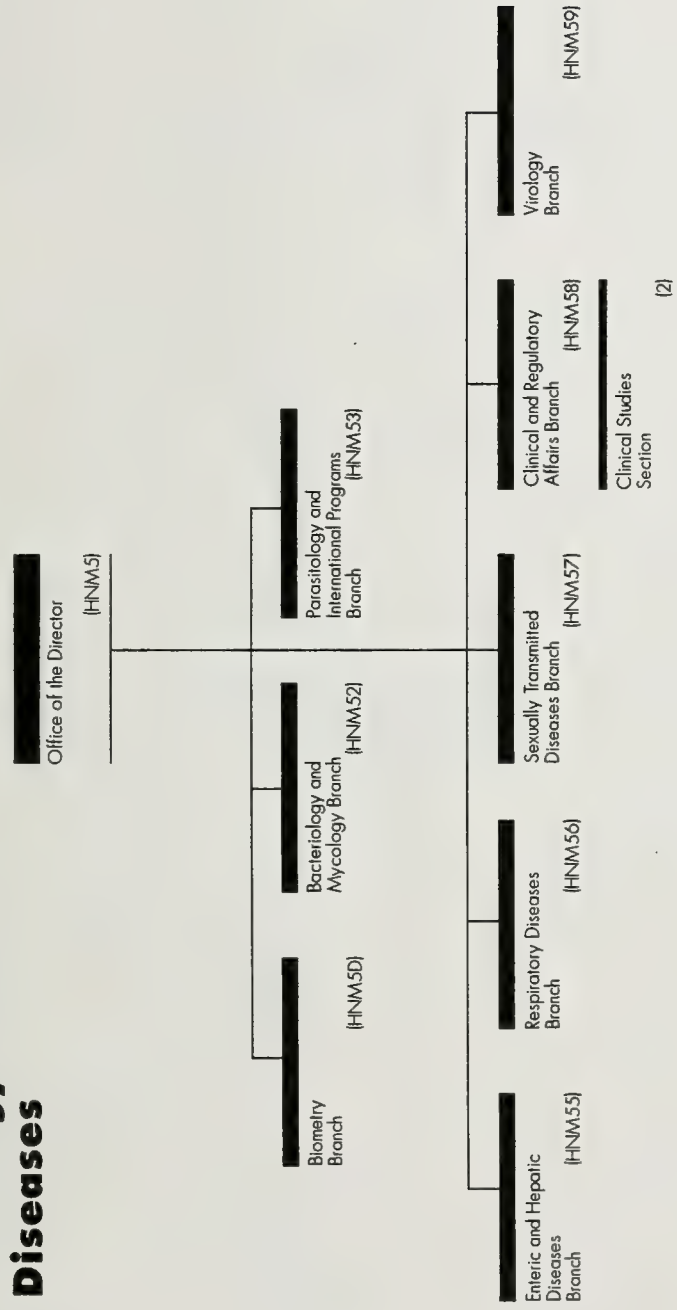 Diseases
Office of the Director
(HNM5)
Biometry
Branch
(HNM5D)
Bacteriology and
Mycology Branch
(HNM52)
Parasitology and
International Programs
Branch
(HNM53)
Enteric and Hepatic
Diseases
Branch
(HNM55)
Respiratory Diseases
Branch
(HNM56)
Sexually Transmitted
Diseases Branch
(HNM57)
Clinical and Regulatory
Affairs Branch
(HNM58)
Clinical Studies
Section
(2)
Virology
Branch
(HNM59)